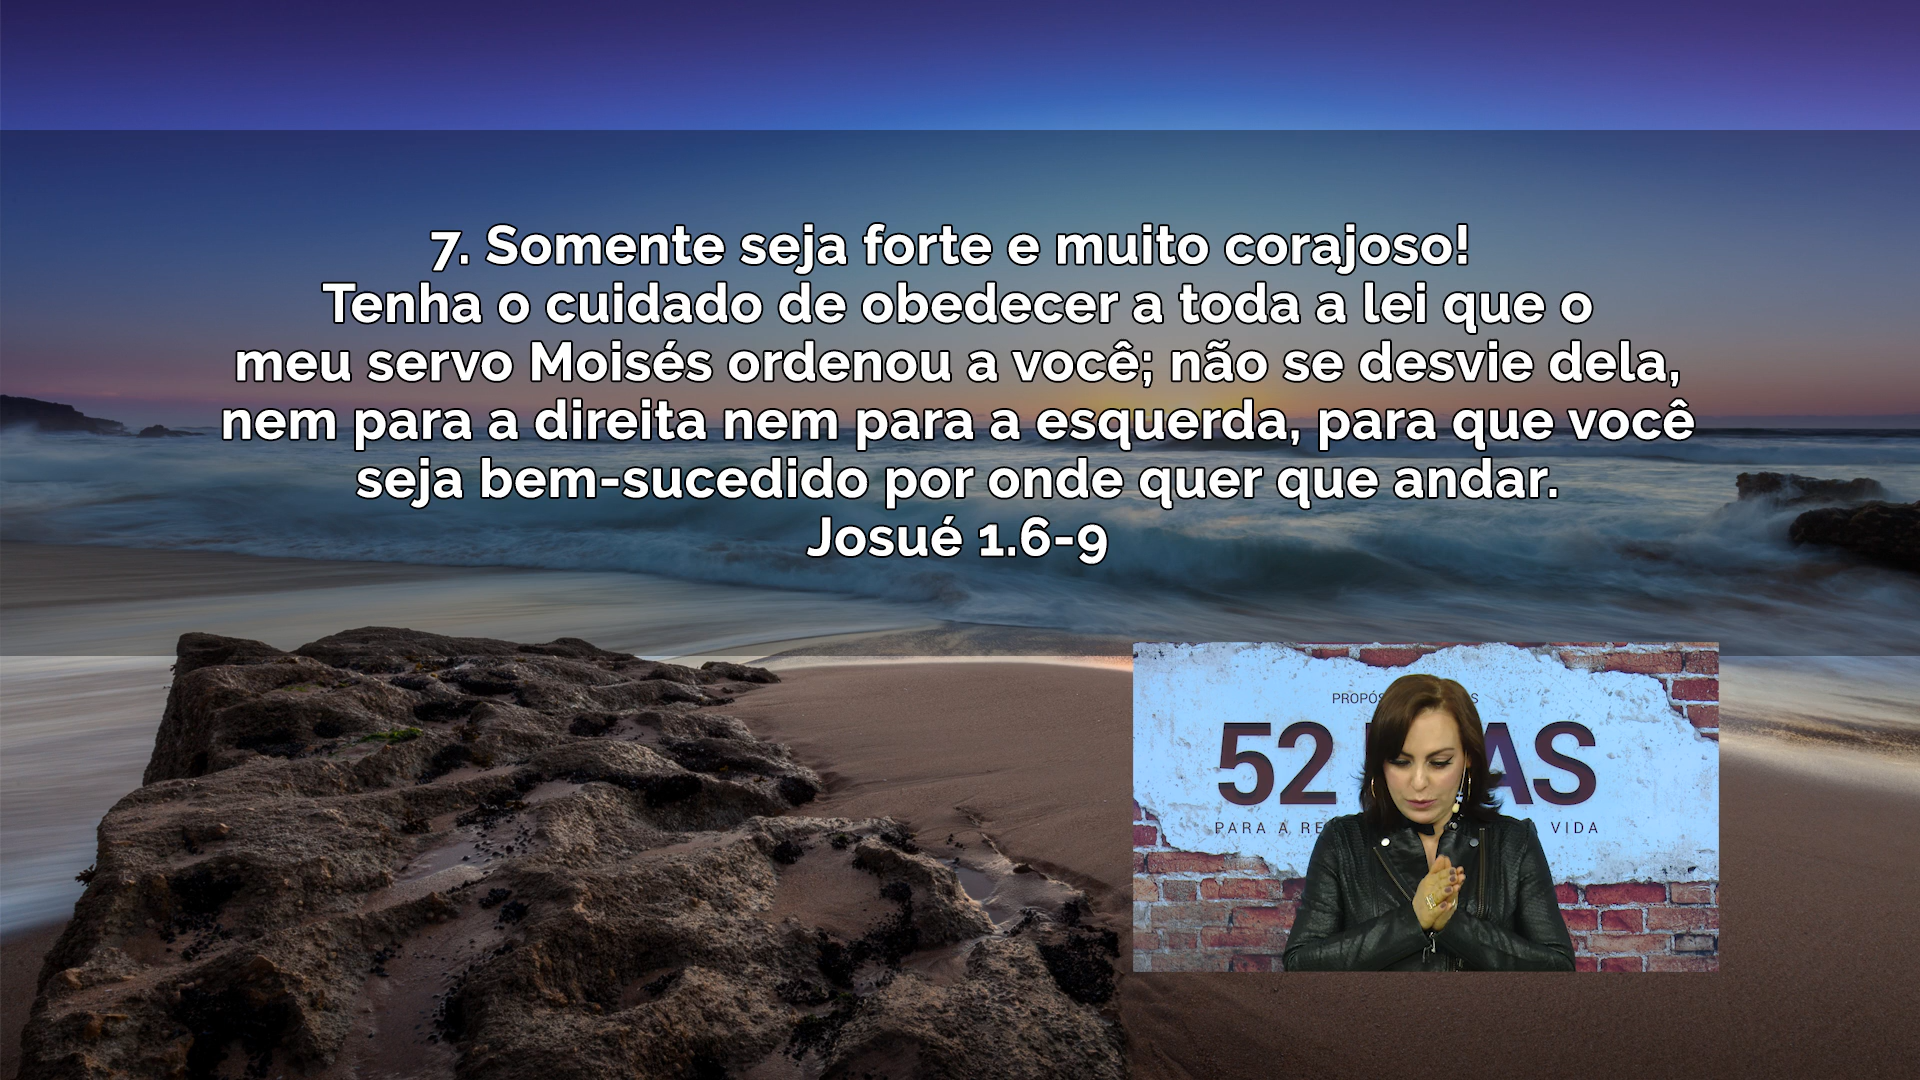 7. Somente seja forte e muito corajoso!
Tenha o cuidado de obedecer a toda a lei que o
meu servo Moisés ordenou a você; não se desvie dela,
nem para a direita nem para a esquerda, para que você
seja bem-sucedido por onde quer que andar.
Josué 1.6-9
52 AS
PARA A VIDA